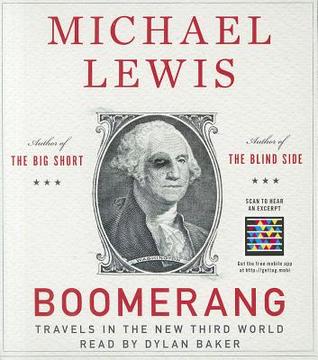 MICHAEL
LEWIS
Author of
THE BIG SHORT
★★★
Author of
THE BLIND SIDE
★★★
SCAN TO HEAR
AN EXCERPT
Get the free mobile app
at http://gettag.mobi
WASHINGTON
BOOMERANG
TRAVELS IN THE NEW THIRD WORLD
READ BY DYLAN BAKER